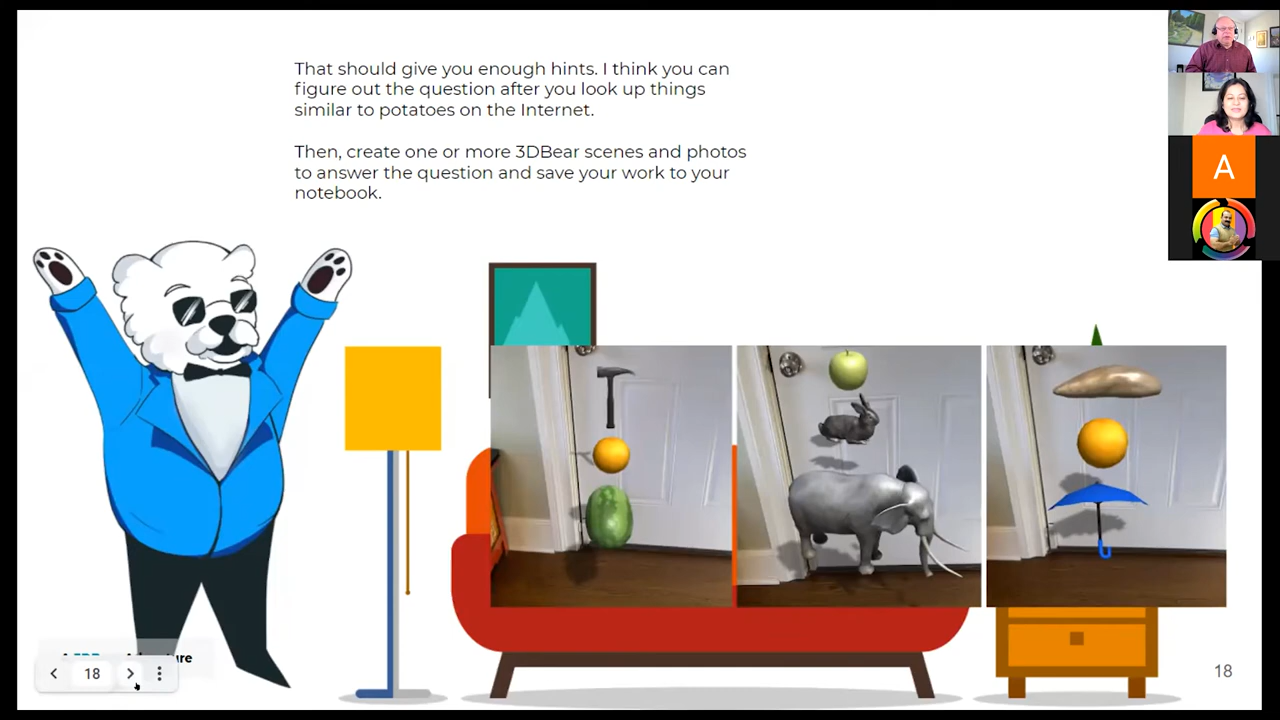 That should give you enough hints. I think you can
figure out the question after you look up things
similar to potatoes on the Internet.
Then, create one or more 3DBear scenes and photos
to answer the question and save your work to your
notebook.
A
18
18